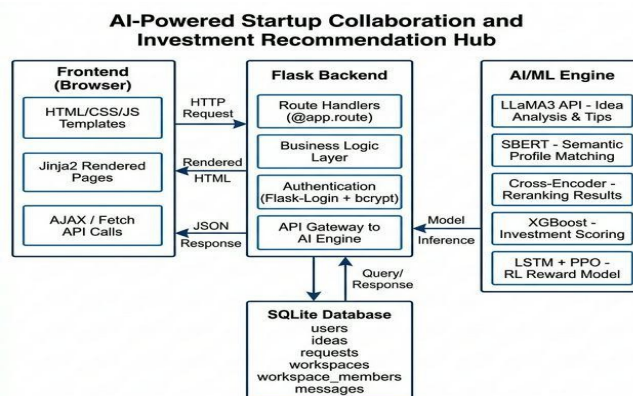 AI-Powered Startup Collaboration and
Investment Recommendation Hub
Frontend
(Browser)
HTML/CSS/JS
Templates
Jinja2 Rendered
Pages
AJAX / Fetch
API Calls
HTTP
Request
Rendered
HTML
JSON
Response
Flask Backend
Route Handlers
(@app.route)
Business Logic
Layer
Authentication
(Flask-Login + bcrypt)
API Gateway to
AI Engine
Model
Inference
AI/ML Engine
LLaMA3 API - Idea
Analysis & Tips
SBERT - Semantic
Profile Matching
Cross-Encoder -
Reranking Results
XGBoost -
Investment Scoring
LSTM + PPO -
RL Reward Model
Query/
Response
SQLite Database
users
ideas
requests
workspaces
workspace_members
messages